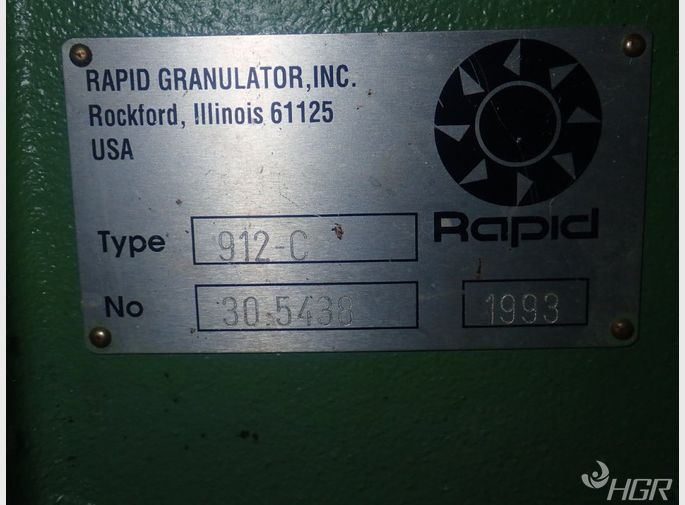 RAPID GRANULATOR,INC.
Rockford, Illinois 61125
USA
Rapid
Type 912-C
No 30.5438 1993
HGR